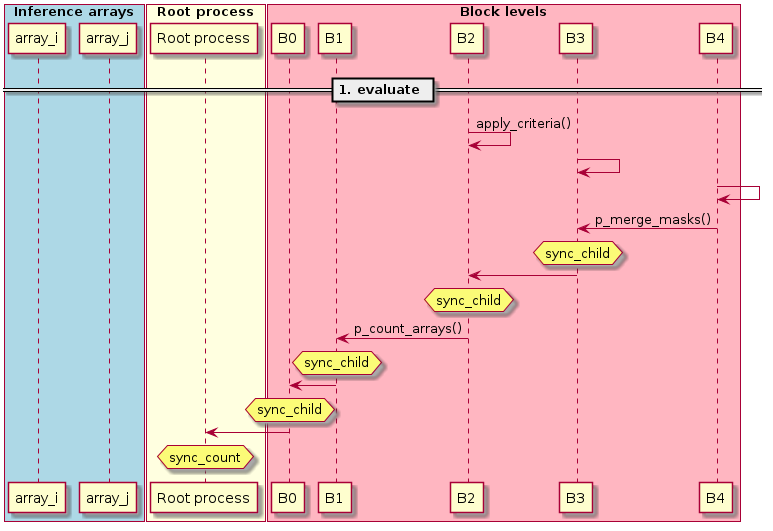 Inference arrays
Root process
Block levels
array_i
array_j
Root process
B0
B1
B2
B3
B4
1. evaluate
apply_criteria()
p_merge_masks()
sync_child
sync_child
p_count_arrays()
sync_child
sync_child
sync_count
array_i
array_j
Root process
B0
B1
B2
B3
B4